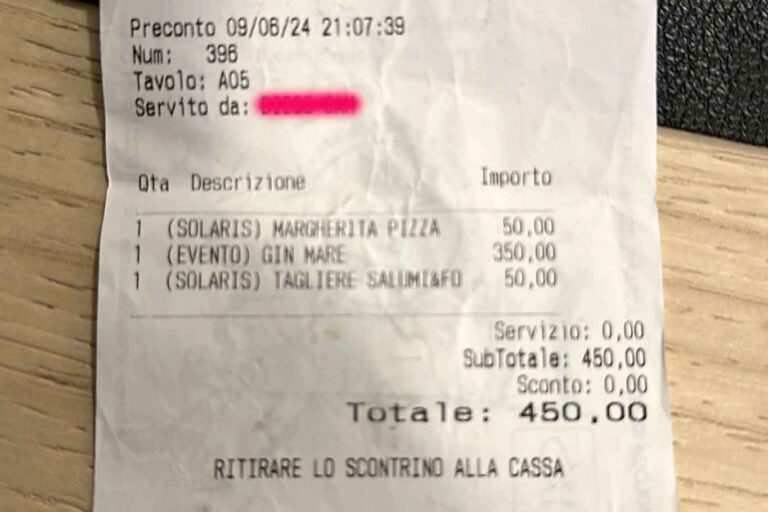 Preconto 09/06/24 21:07:39
Num: 396
Tavolo: A05
Servito da:
Qta Descrizione Importo
1 (SOLARIS) MARGHERITA PIZZA 50,00
1 (EVENTO) GIN MARE 350,00
1 (SOLARIS) TAGLIERE SALUMI&FO 50,00
Servizio: 0,00
SubTotale: 450,00
Sconto: 0,00
Totale: 450,00
RITIRARE LO SCONTRINO ALLA CASSA